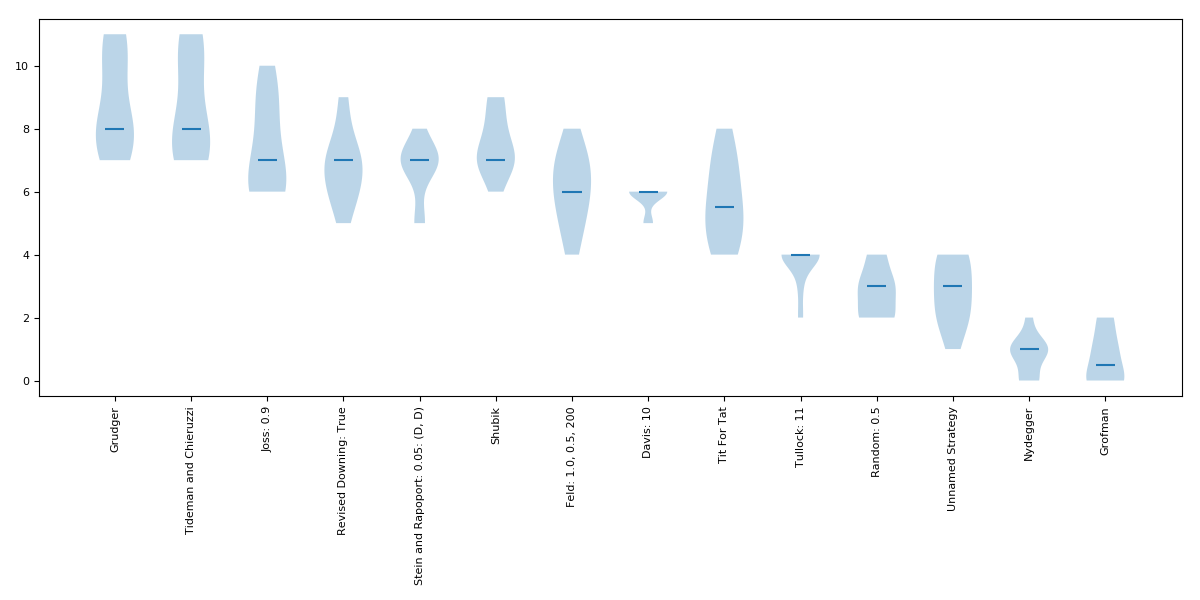 10
8
6
4
2
0
Grudger
Tideman and Chieruzzi
Joss: 0.9
Revised Downing: True
Stein and Rapoport: 0.05: (D, D)
Shubik
Feld: 1.0, 0.5, 200
Davis: 10
Tit For Tat
Tullock: 11
Random: 0.5
Unnamed Strategy
Nydegger
Grofman